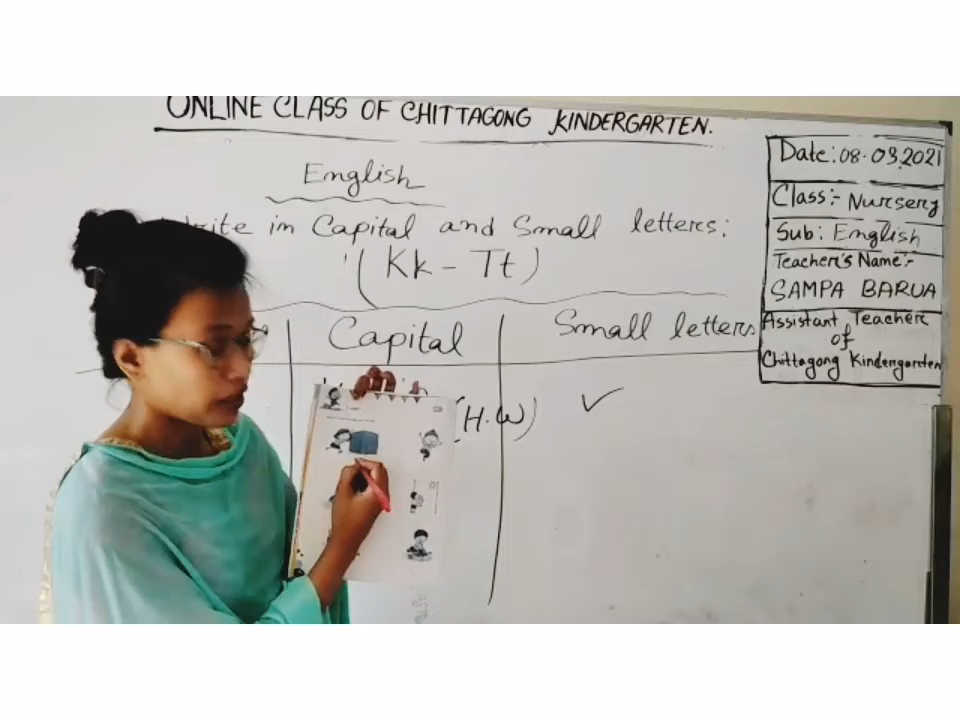 ONLINE CLASS OF CHITTAGONG KINDERGARTEN.
English
Write in Capital and Small letters:
(Kk - Tt)
Capital
Small letters
(H.W)
Date: 08.03.2021
Class:- Nursery
Sub: English
Teacher's Name:-
SAMPA BARUA
Assistant Teacher
of
Chittagong Kindergarten